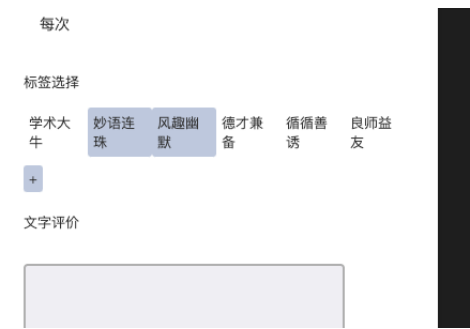 每次
标签选择
学术大 妙语连 风趣幽 德才兼 循循善 良师益
牛 珠 默 备 诱 友
+
文字评价